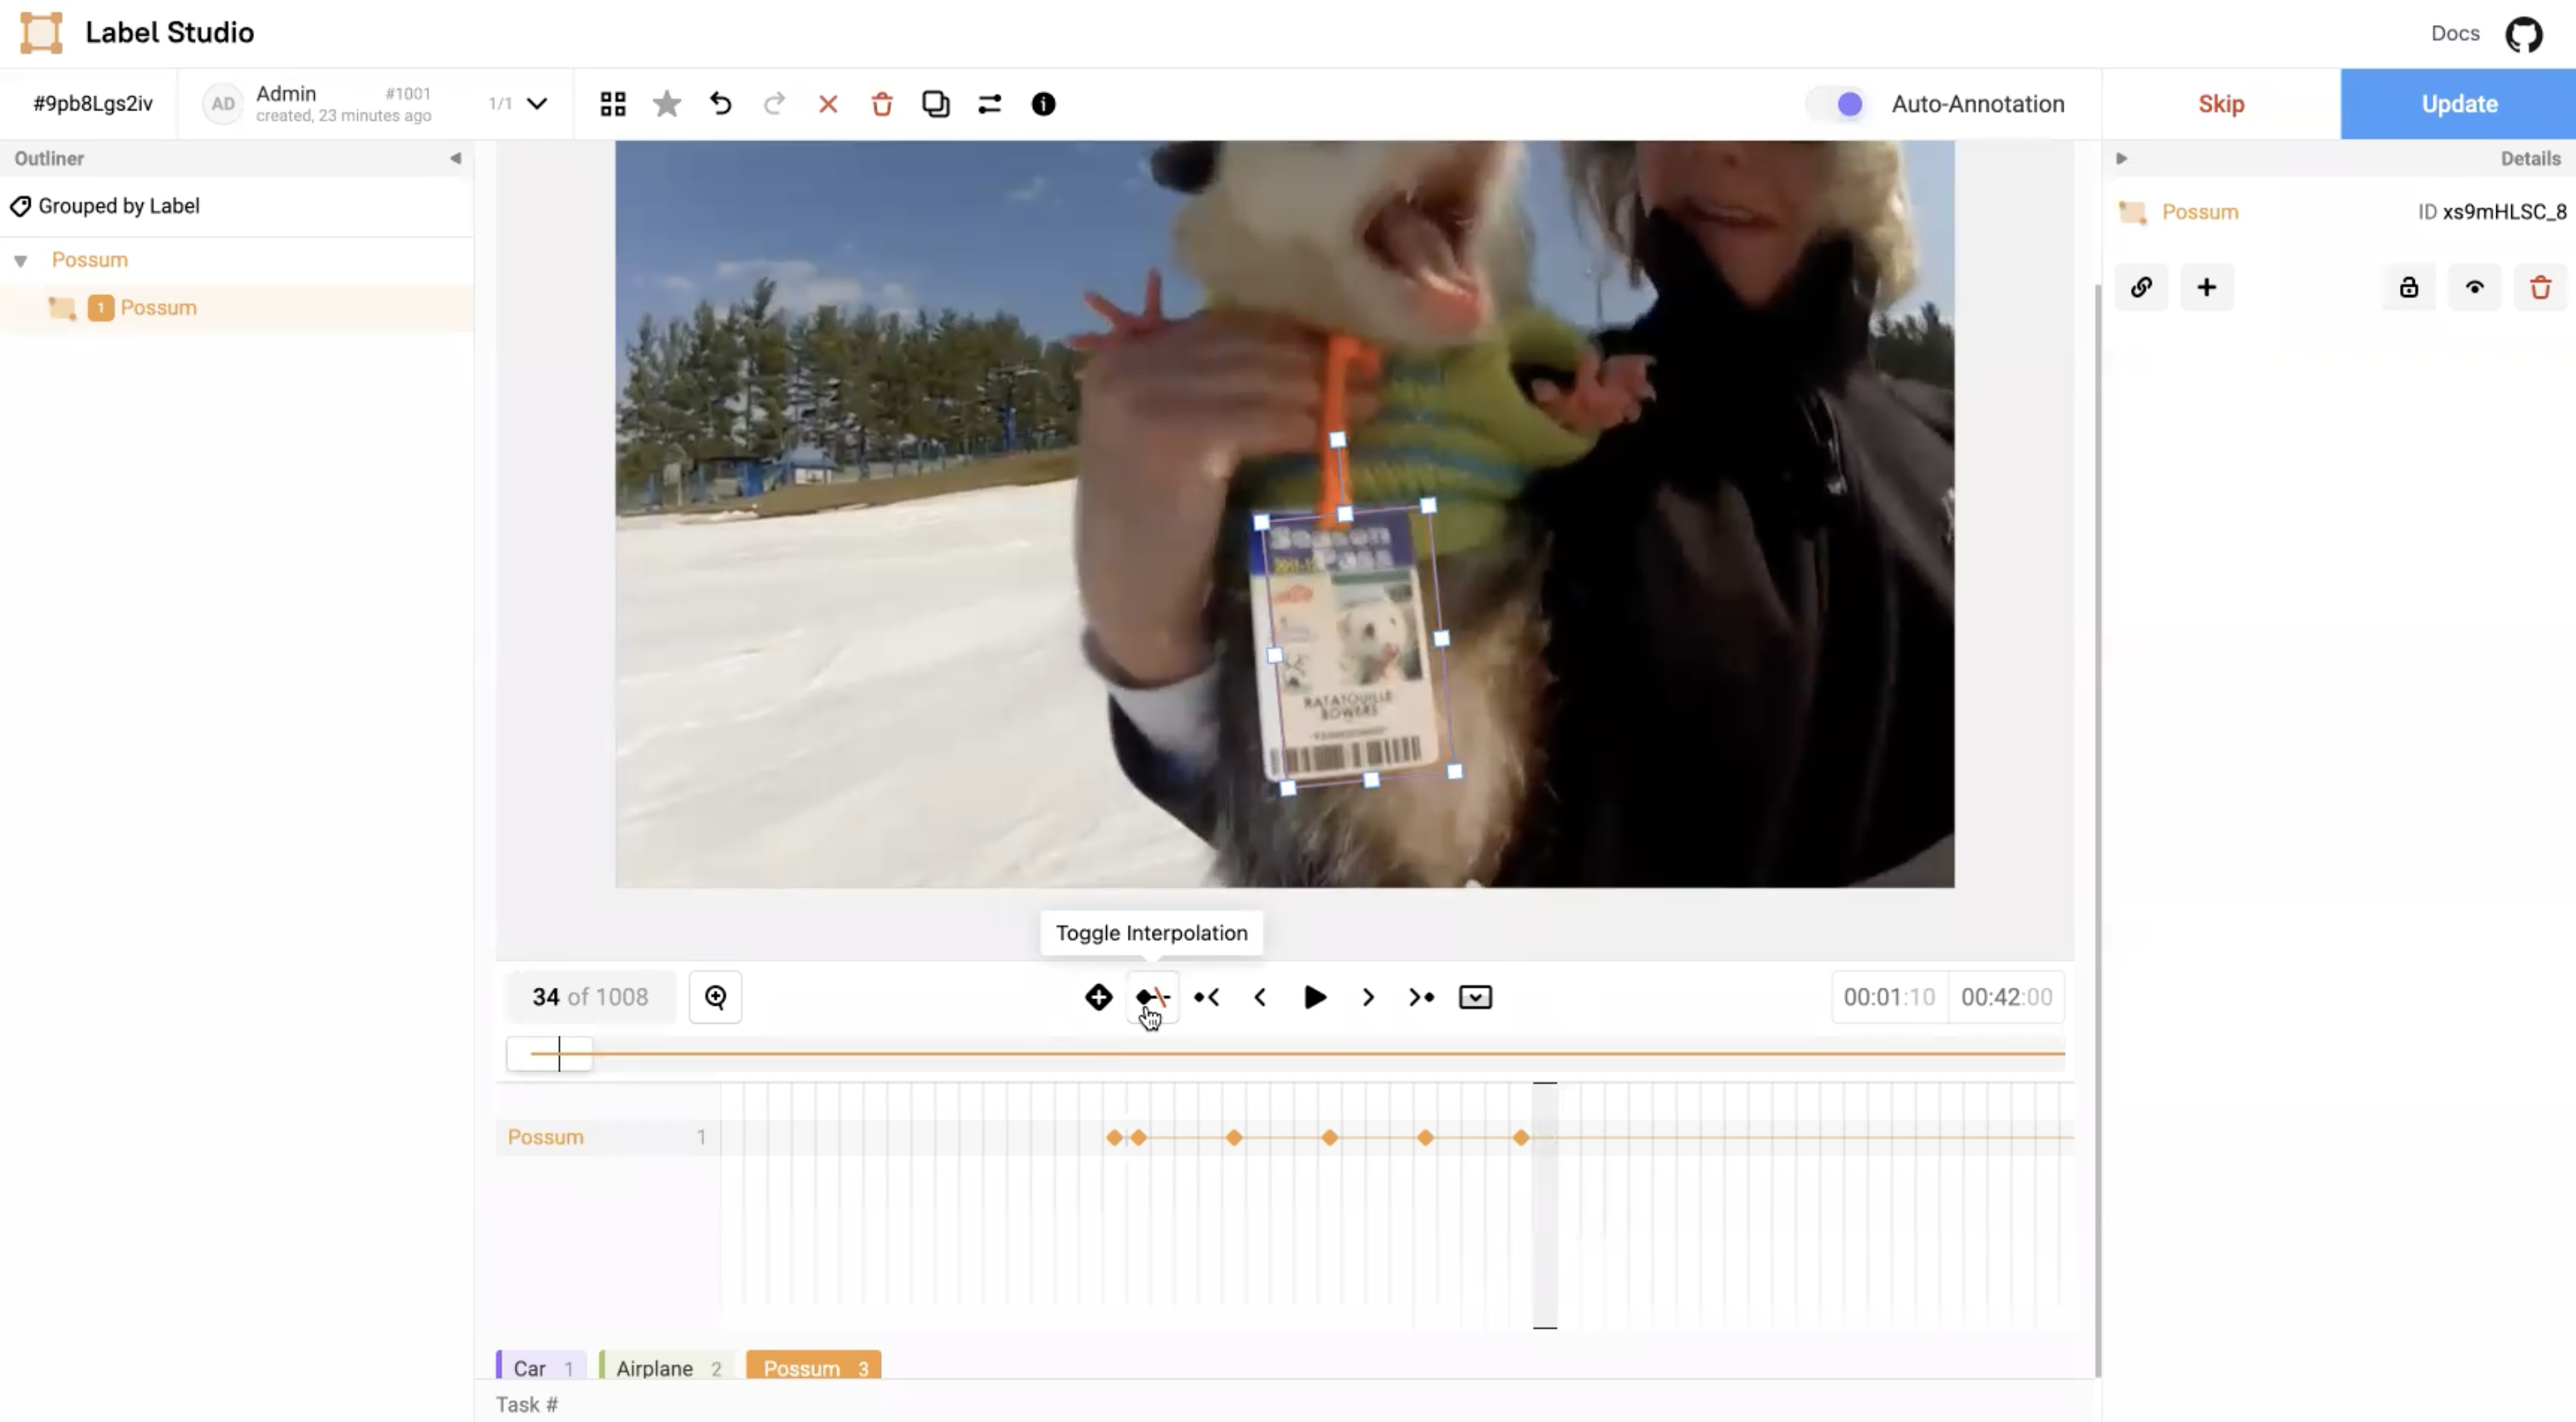 Label Studio
Docs
#9pb8Lgs2iv
AD
Admin
#1001
created, 23 minutes ago
1/1
Auto-Annotation
Skip
Update
Outliner
Details
Grouped by Label
Possum
ID xs9mHLSC_8
Possum
1 Possum
Season
Pass
2011-12
RATATOUILLE
BOWERS
Toggle Interpolation
34 of 1008
00:01:10
00:42:00
Possum 1
Car 1
Airplane 2
Possum 3
Task #